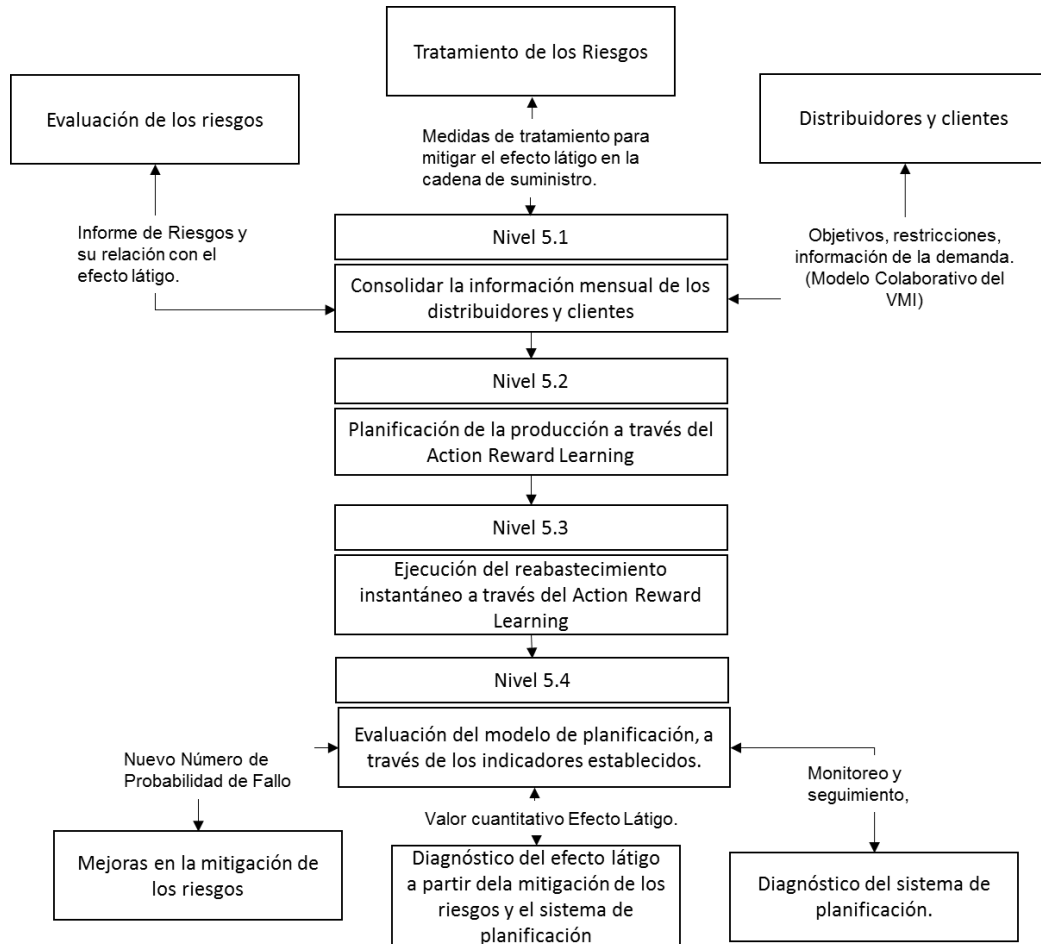 Tratamiento de los Riesgos
Evaluación de los riesgos
Distribuidores y clientes
Medidas de tratamiento para
mitigar el efecto látigo en la
cadena de suministro.
Informe de Riesgos y
su relación con el
efecto látigo.
Objetivos, restricciones,
información de la demanda.
(Modelo Colaborativo del
VMI)
Nivel 5.1
Consolidar la información mensual de los
distribuidores y clientes
Nivel 5.2
Planificación de la producción a través del
Action Reward Learning
Nivel 5.3
Ejecución del reabastecimiento
instantáneo a través del Action Reward
Learning
Nivel 5.4
Evaluación del modelo de planificación, a
través de los indicadores establecidos.
Nuevo Número de
Probabilidad de Fallo
Valor cuantitativo Efecto Látigo.
Monitoreo y
seguimiento,
Mejoras en la mitigación de
los riesgos
Diagnóstico del efecto látigo
a partir dela mitigación de los
riesgos y el sistema de
planificación
Diagnóstico del sistema de
planificación.